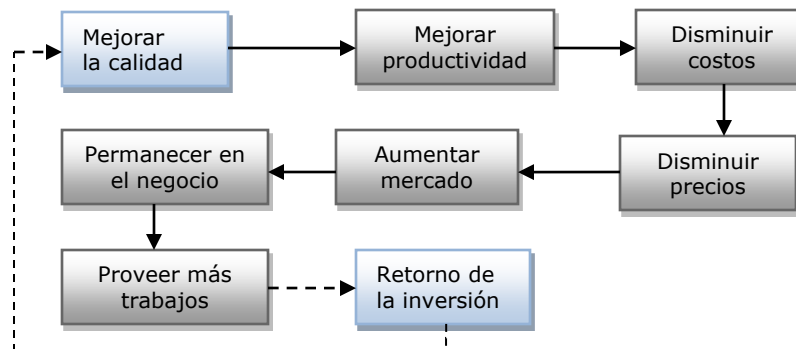 Mejorar
la calidad
Mejorar
productividad
Disminuir
costos
Disminuir
precios
Aumentar
mercado
Permanecer en
el negocio
Proveer más
trabajos
Retorno de
la inversión